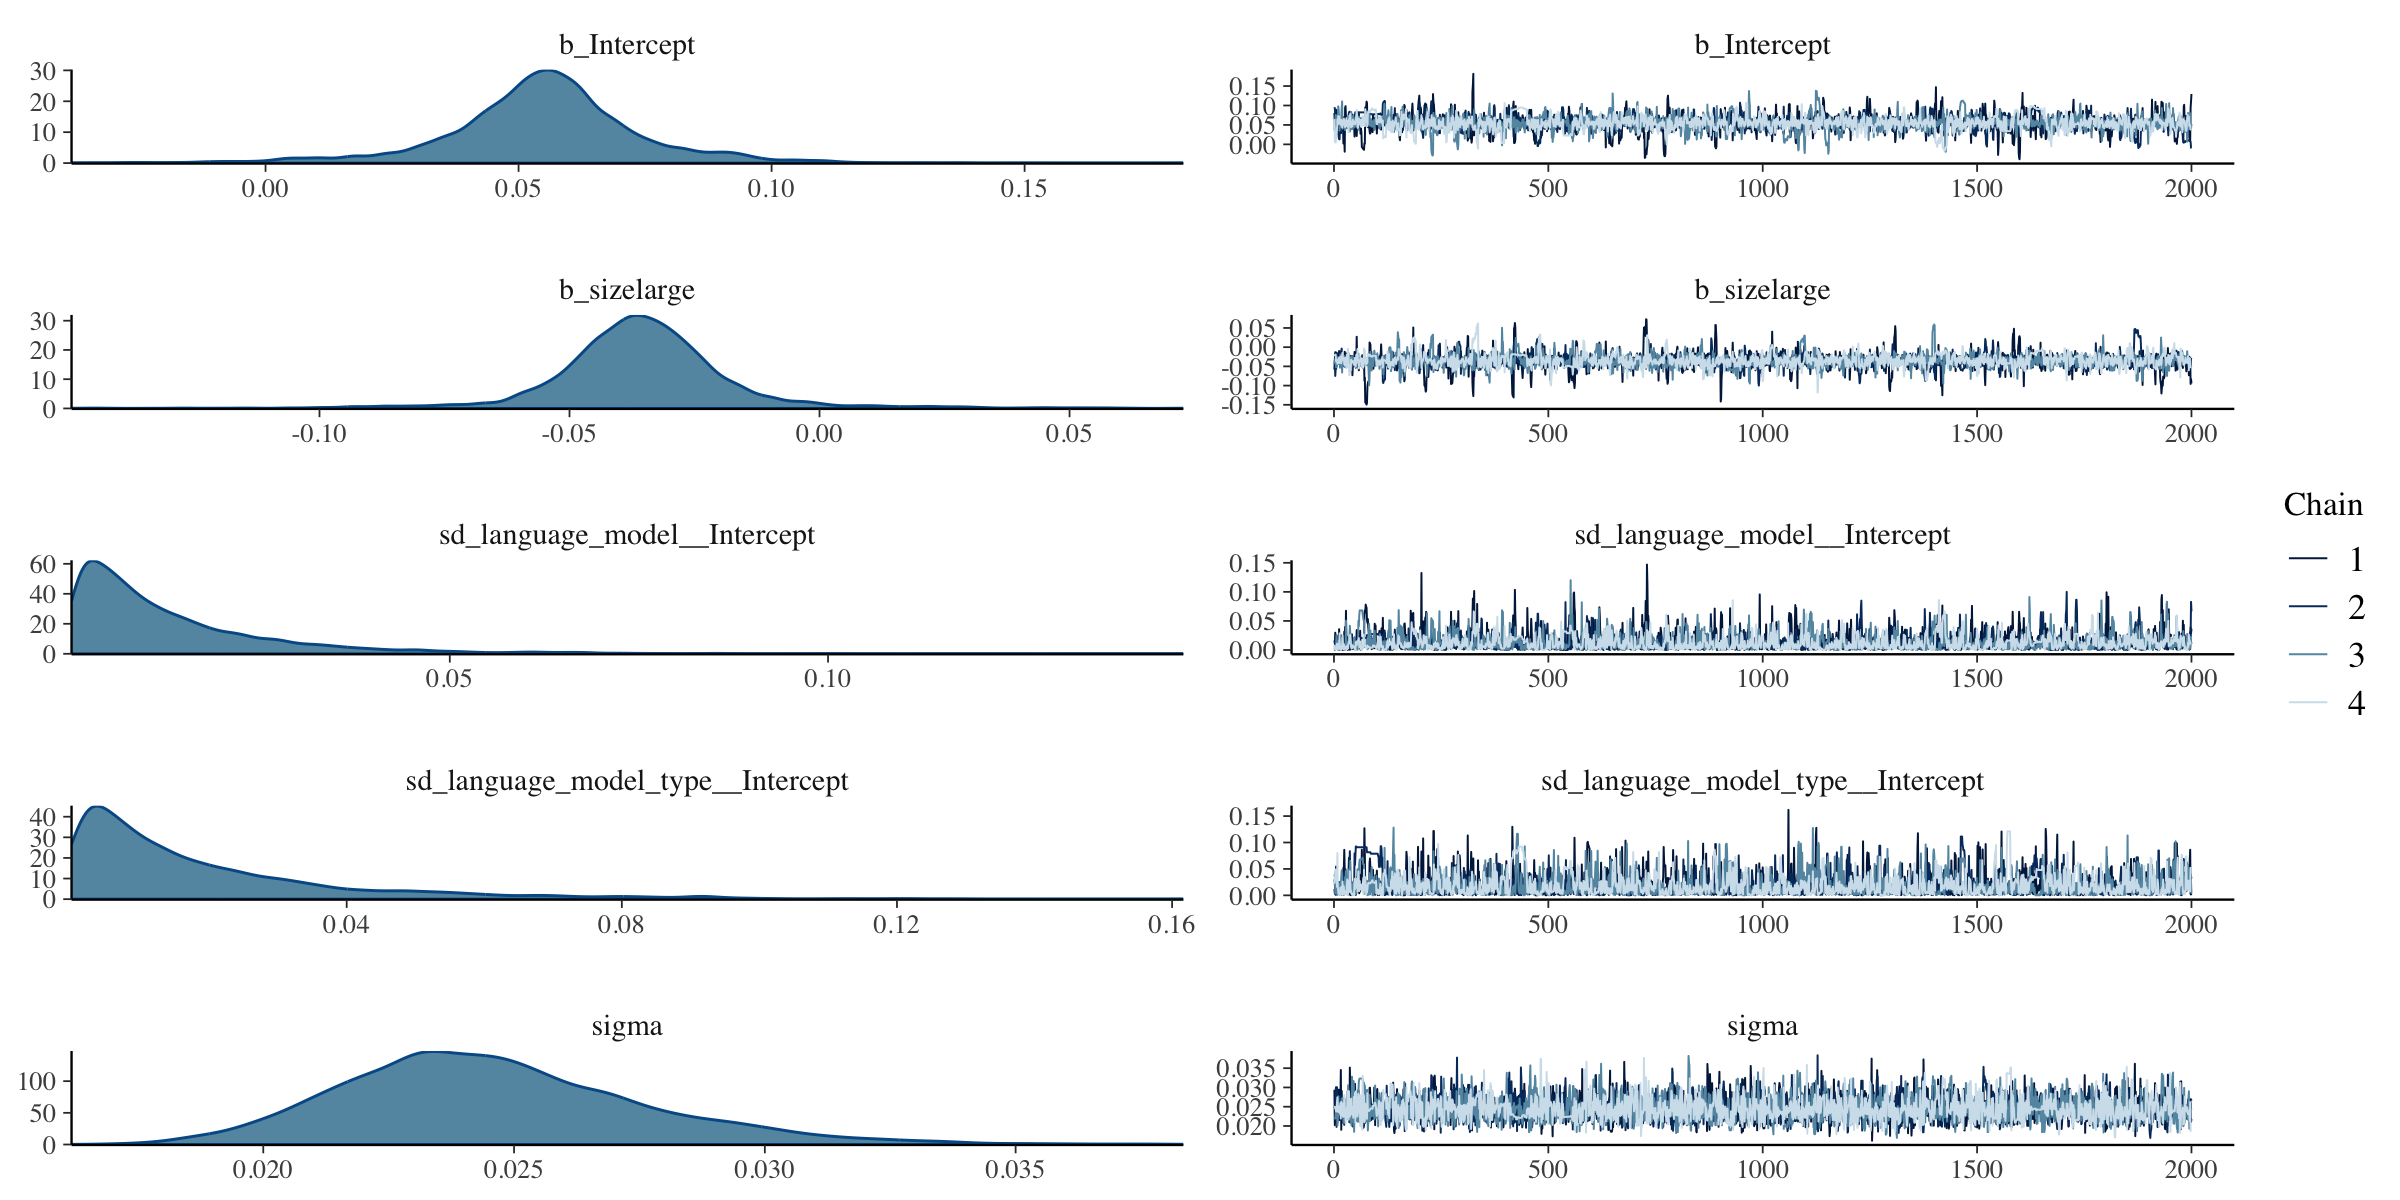 b_Intercept
30
20
10
0
0.00 0.05 0.10 0.15
b_Intercept
0.15
0.10
0.05
0.00
0 500 1000 1500 2000
b_sizelarge
30
20
10
0
-0.10 -0.05 0.00 0.05
b_sizelarge
0.05
0.00
-0.05
-0.10
-0.15
0 500 1000 1500 2000
sd_language_model__Intercept
60
40
20
0
0.05 0.10
sd_language_model__Intercept
0.15
0.10
0.05
0.00
0 500 1000 1500 2000
sd_language_model_type__Intercept
40
30
20
10
0
0.04 0.08 0.12 0.16
sd_language_model_type__Intercept
0.15
0.10
0.05
0.00
0 500 1000 1500 2000
sigma
100
50
0
0.020 0.025 0.030 0.035
sigma
0.035
0.030
0.025
0.020
0 500 1000 1500 2000
Chain
1
2
3
4